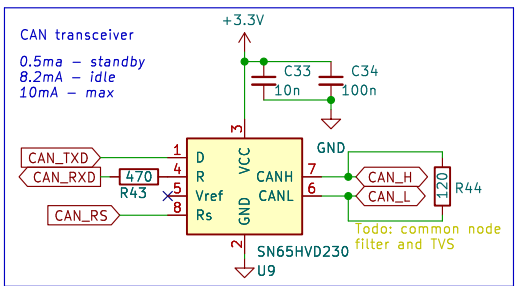 +3.3V
CAN transceiver
0.5ma – standby
8.2mA – idle
10mA – max
C33
10n
C34
100n
GND
3
VCC
CAN_TXD
1
D
CAN_RXD
470
R43
4
R
5
Vref
CAN_RS
8
Rs
GND
2
CANH
7
CAN_H
CANL
6
CAN_L
120
R44
SN65HVD230
U9
Todo: common node
filter and TVS